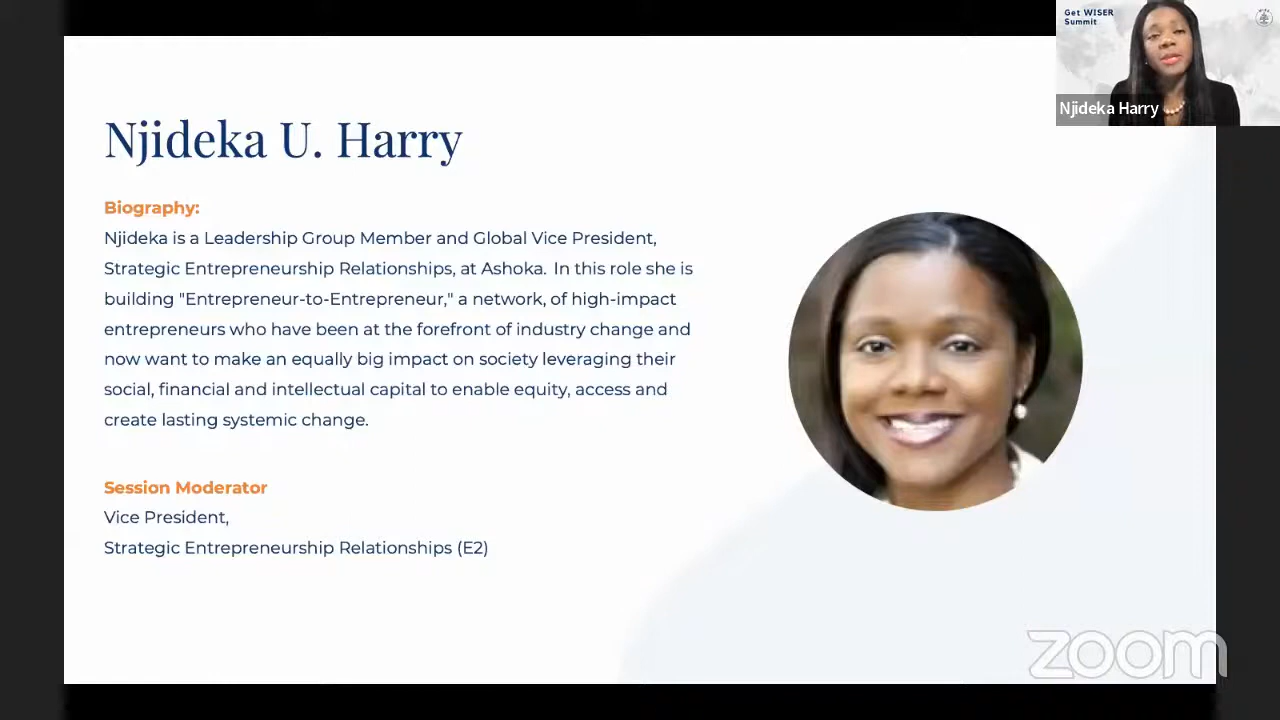 Get WISER
Summit
Njideka Harry
Njideka U. Harry
Biography:
Njideka is a Leadership Group Member and Global Vice President,
Strategic Entrepreneurship Relationships, at Ashoka. In this role she is
building "Entrepreneur-to-Entrepreneur," a network, of high-impact
entrepreneurs who have been at the forefront of industry change and
now want to make an equally big impact on society leveraging their
social, financial and intellectual capital to enable equity, access and
create lasting systemic change.
Session Moderator
Vice President,
Strategic Entrepreneurship Relationships (E2)
zoom